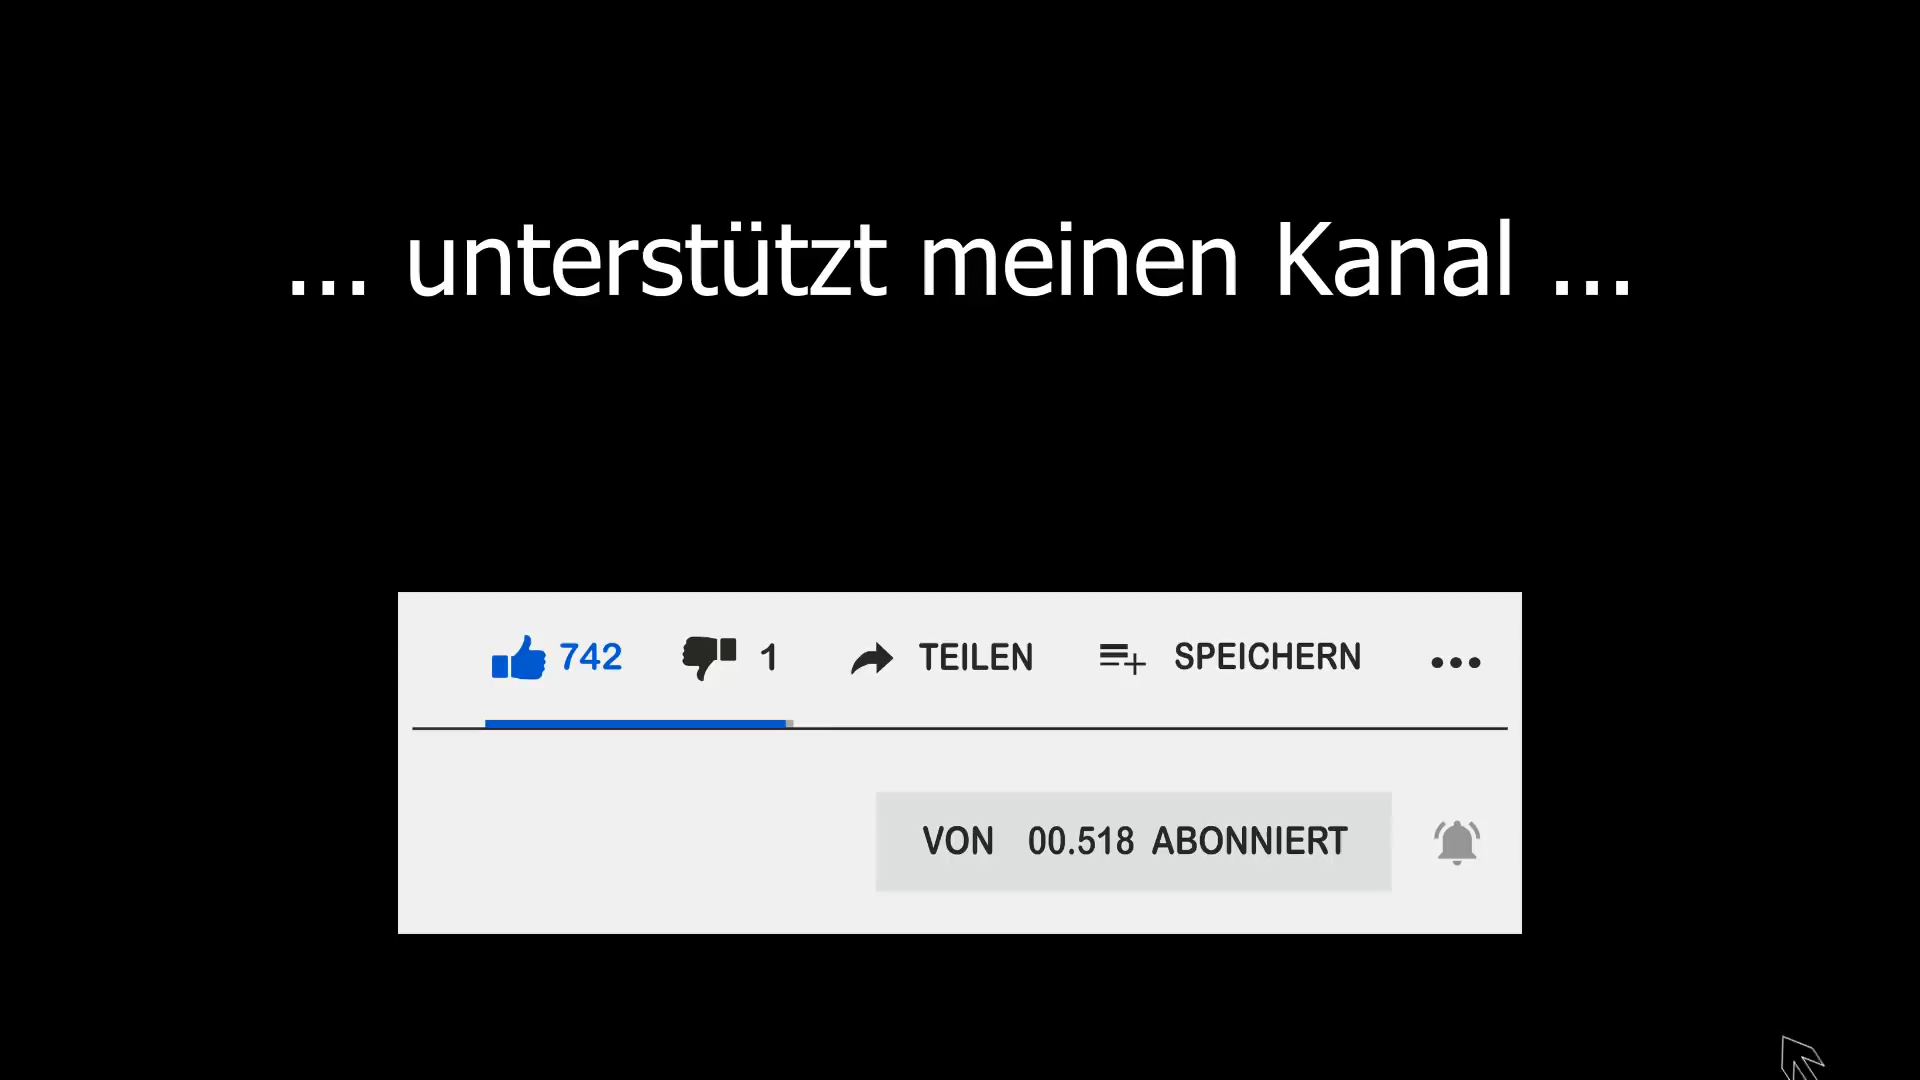 ... unterstützt meinen Kanal ...
742 1 TEILEN SPEICHERN
VON 00.518 ABONNIERT